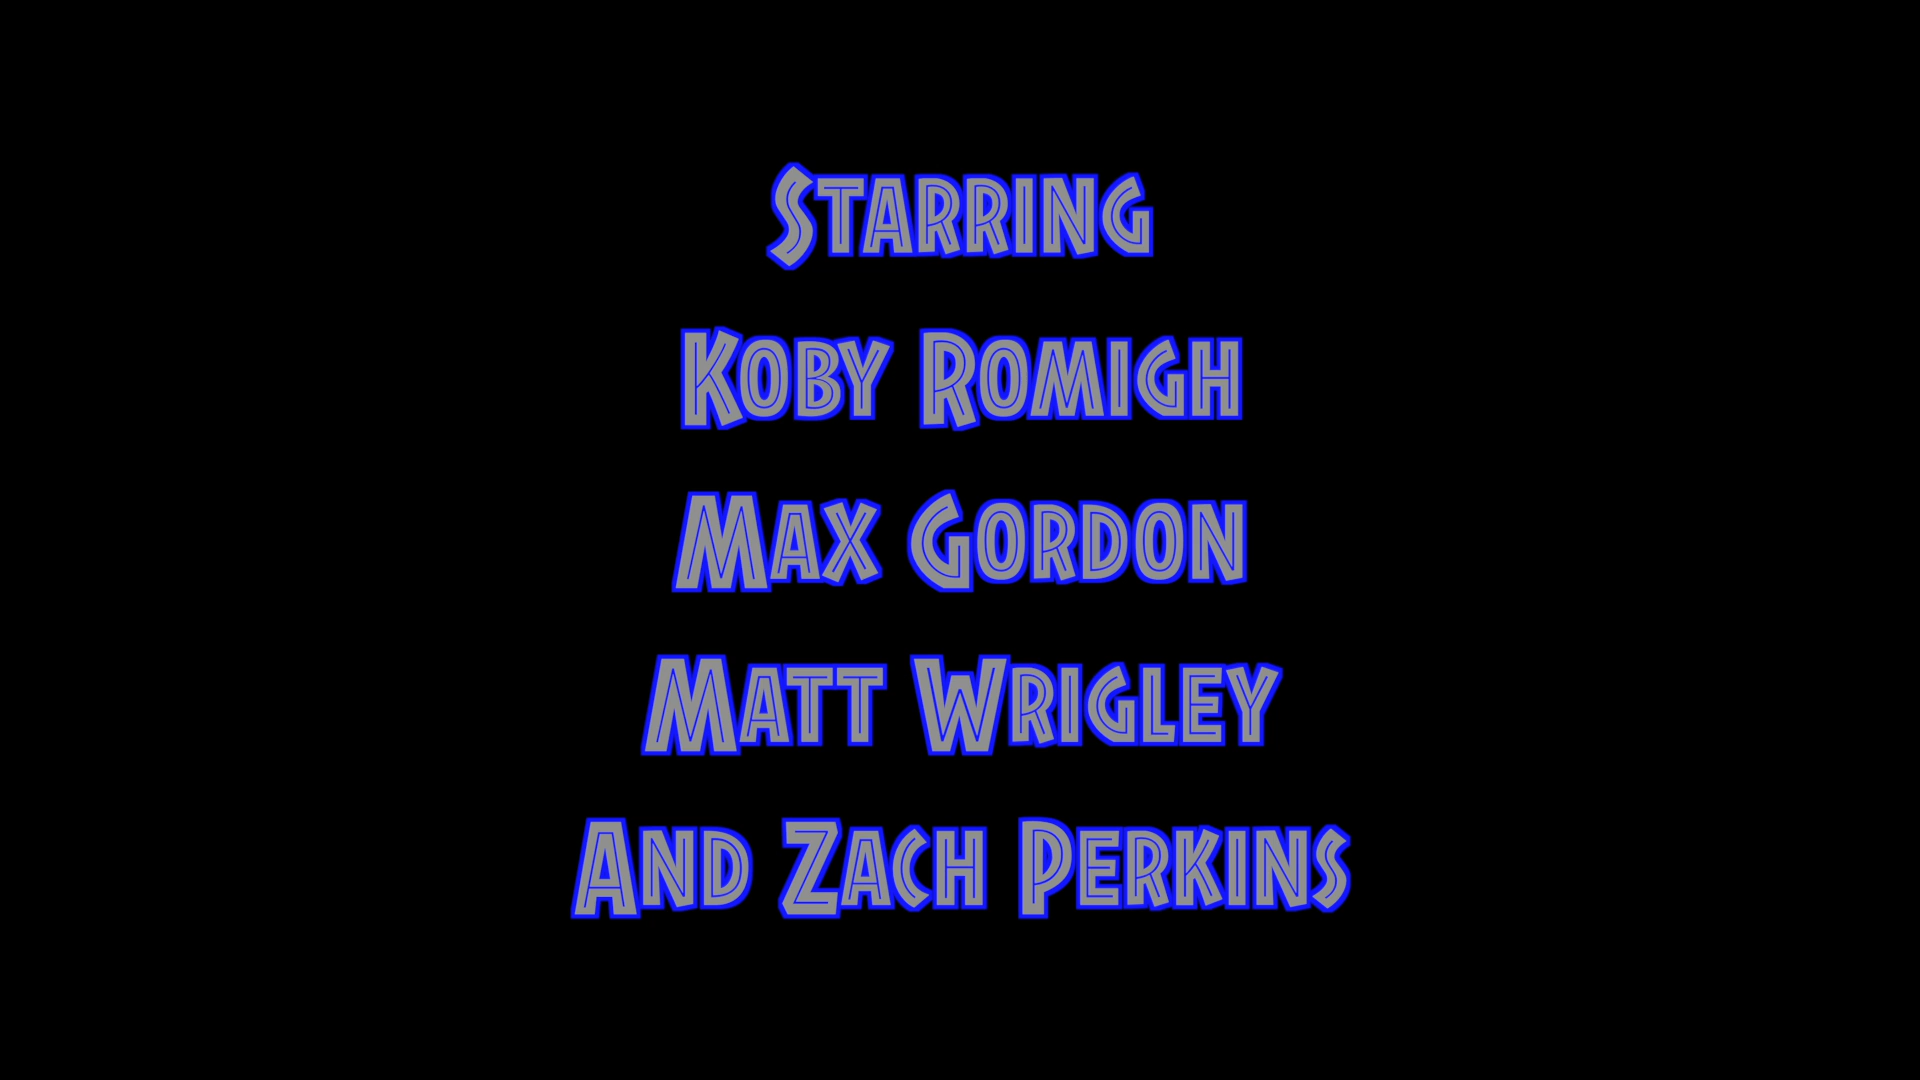 Starring
Koby Romigh
Max Gordon
Matt Wrigley
And Zach Perkins